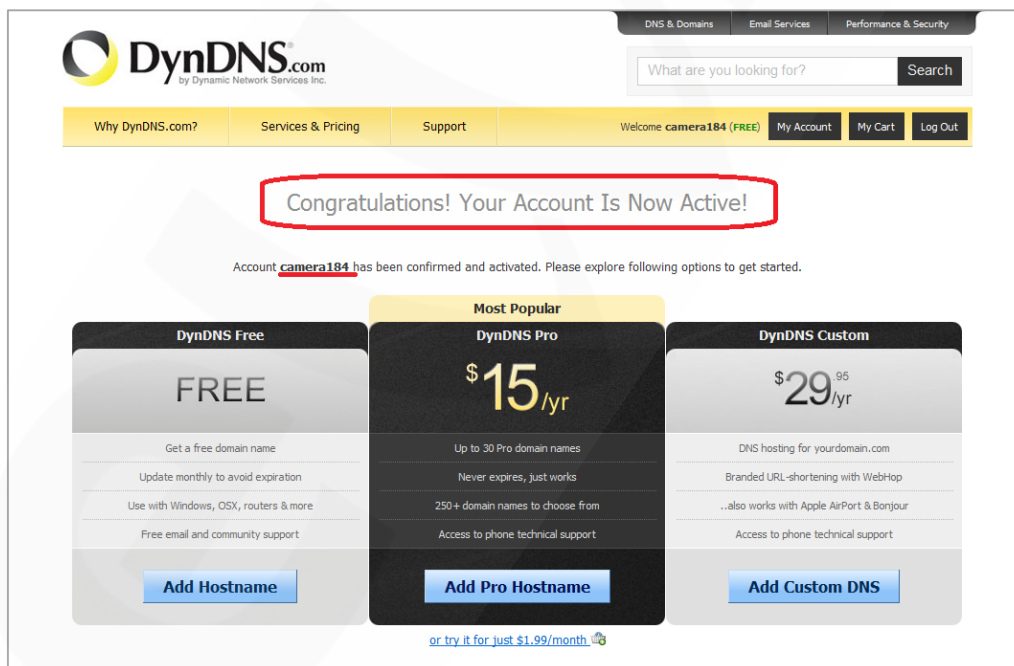 DNS & Domains Email Services Performance & Security
DynDNS.com
by Dynamic Network Services Inc.
What are you looking for? Search
Why DynDNS.com? Services & Pricing Support Welcome camera184 (FREE) My Account My Cart Log Out
Congratulations! Your Account Is Now Active!
Account camera184 has been confirmed and activated. Please explore following options to get started.
DynDNS Free
FREE
Get a free domain name
Update monthly to avoid expiration
Use with Windows, OSX, routers & more
Free email and community support
Add Hostname
Most Popular
DynDNS Pro
$15/yr
Up to 30 Pro domain names
Never expires, just works
250+ domain names to choose from
Access to phone technical support
Add Pro Hostname
or try it for just $1.99/month
DynDNS Custom
$29.95/yr
DNS hosting for yourdomain.com
Branded URL-shortening with WebHop
..also works with Apple AirPort & Bonjour
Access to phone technical support
Add Custom DNS